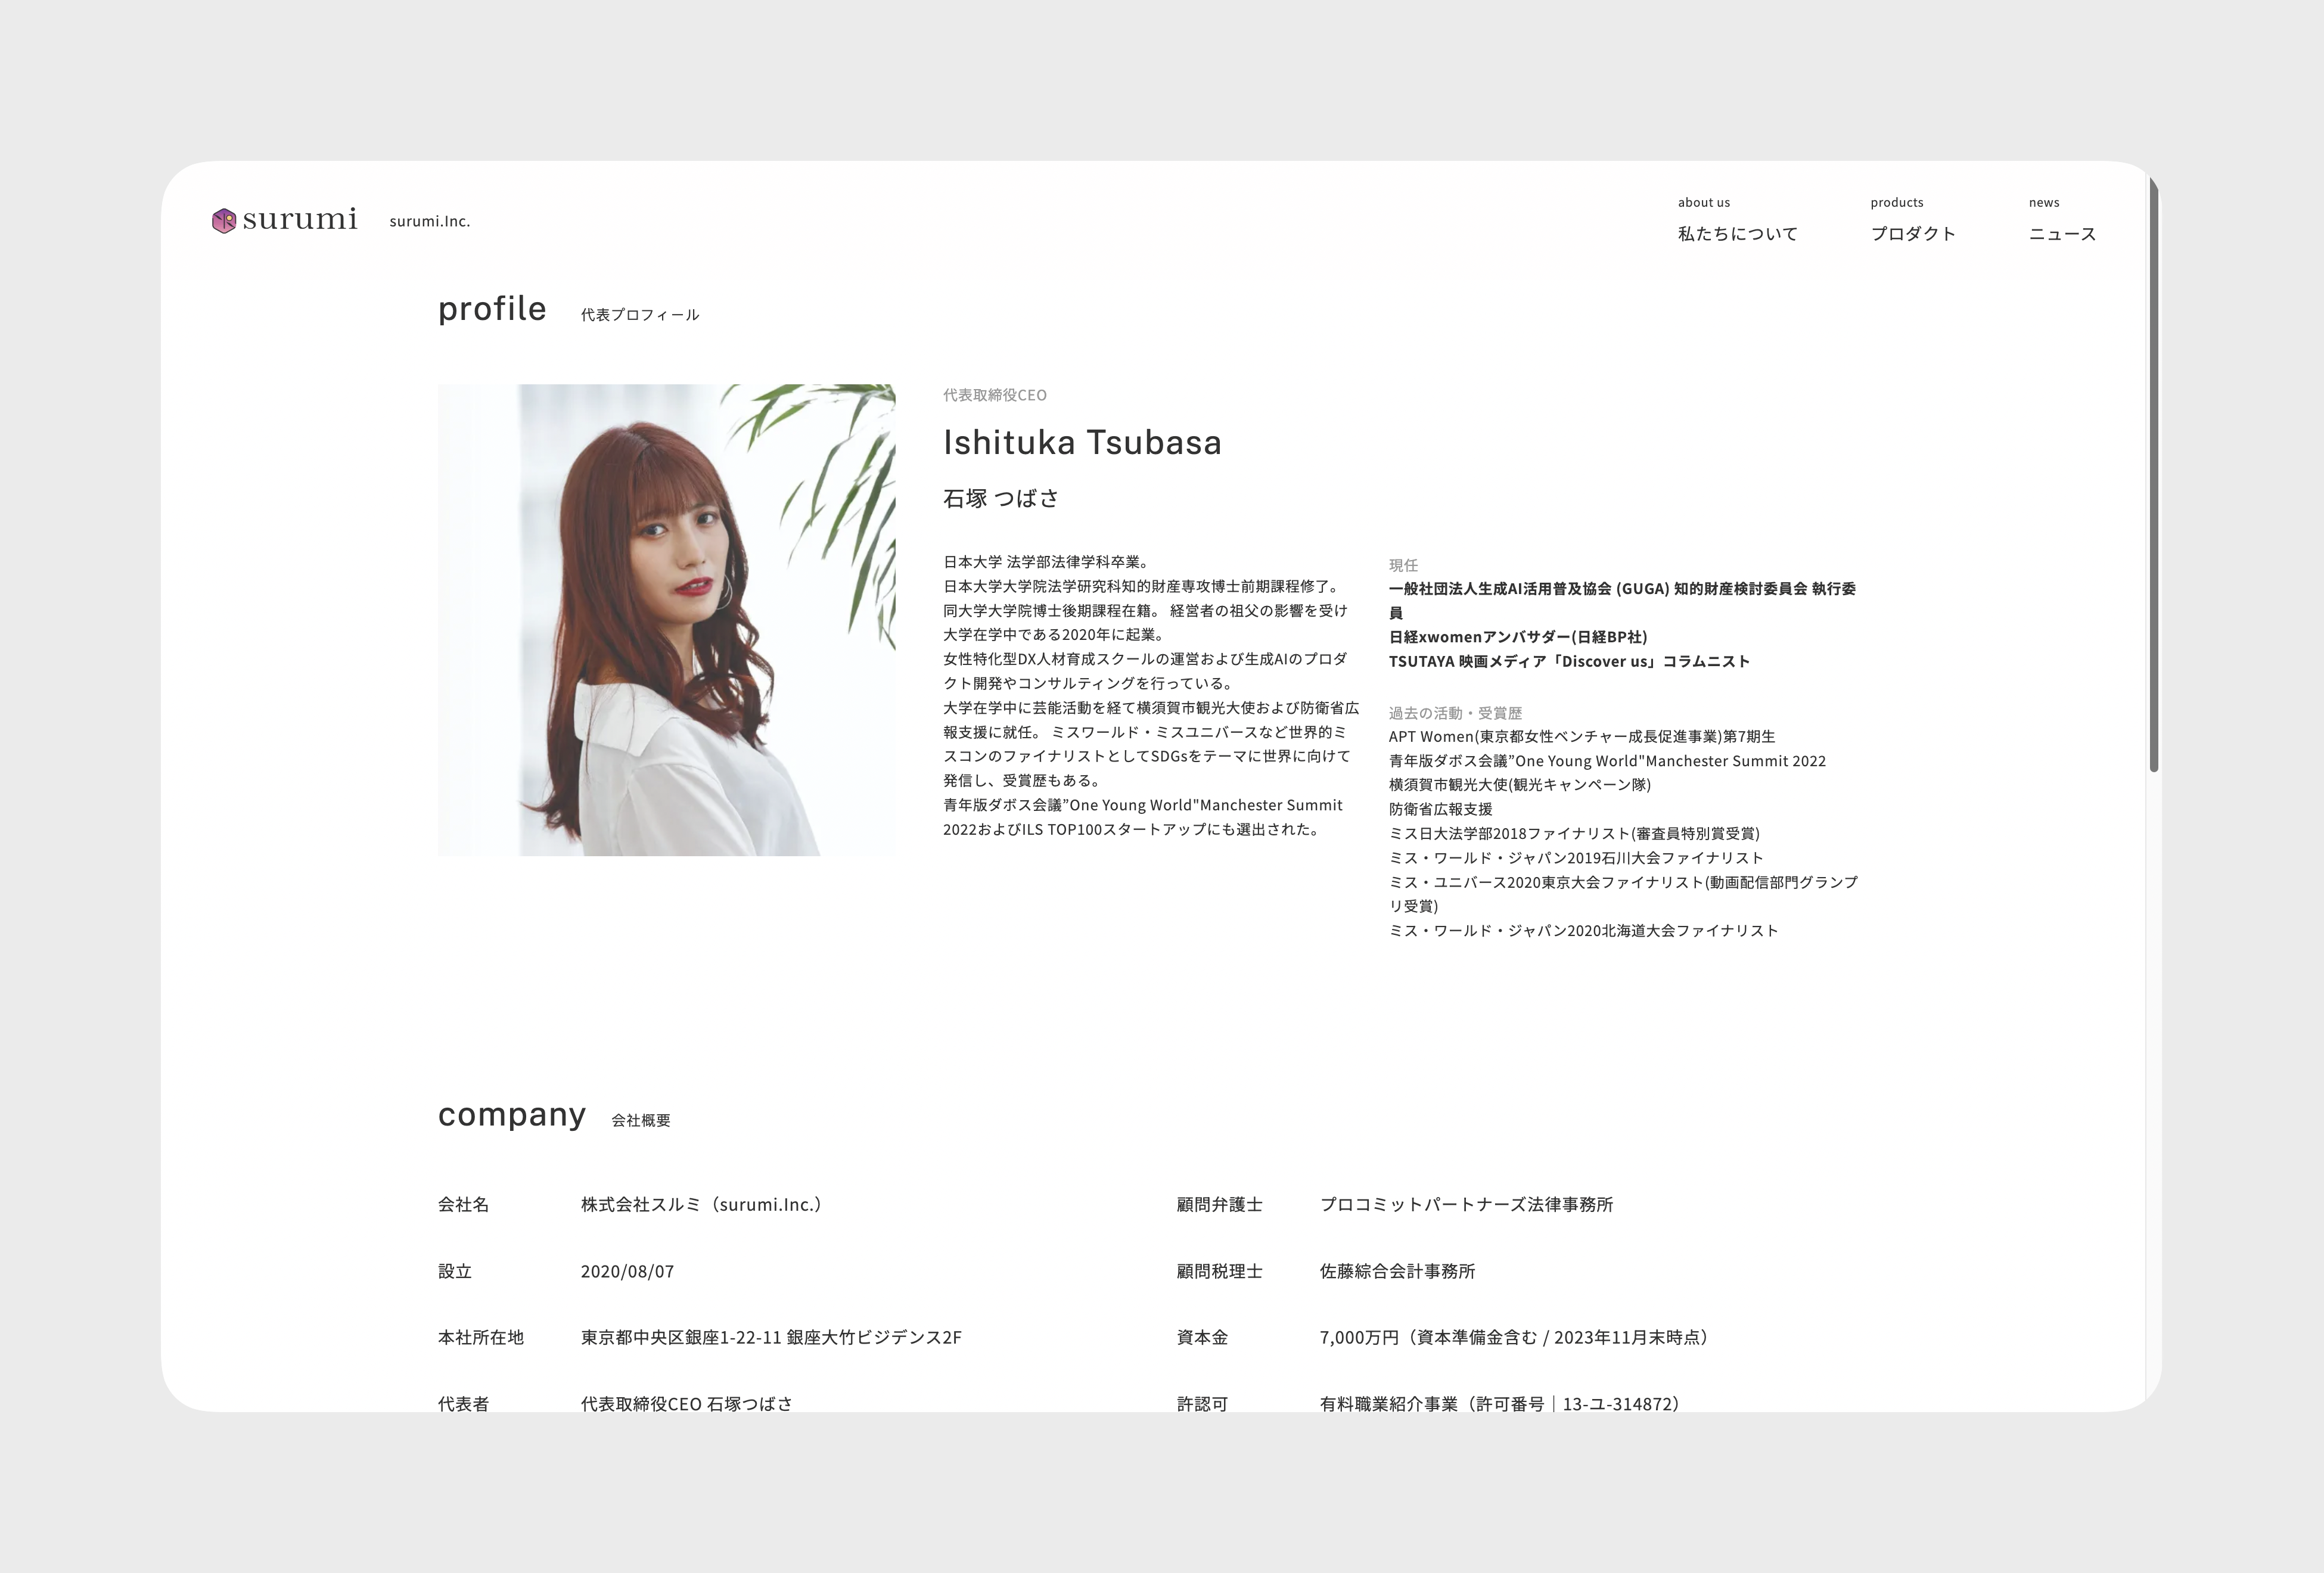 surumi
surumi.Inc.
about us
私たちについて
products
プロダクト
news
ニュース
profile
代表プロフィール
代表取締役CEO
Ishituka Tsubasa
石塚 つばさ
日本大学 法学部法律学科卒業。
日本大学大学院法学研究科知的財産専攻博士前期課程修了。
同大学大学院博士後期課程在籍。 経営者の祖父の影響を受け
大学在学中である2020年に起業。
女性特化型DX人材育成スクールの運営および生成AIのプロダ
クト開発やコンサルティングを行っている。
大学在学中に芸能活動を経て横須賀市観光大使および防衛省広
報支援に就任。 ミスワールド・ミスユニバースなど世界的ミ
スコンのファイナリストとしてSDGsをテーマに世界に向けて
発信し、受賞歴もある。
青年版ダボス会議”One Young World"Manchester Summit
2022およびILS TOP100スタートアップにも選出された。
現任
一般社団法人生成AI活用普及協会 (GUGA) 知的財産検討委員会 執行委
員
日経xwomenアンバサダー(日経BP社)
TSUTAYA 映画メディア「Discover us」コラムニスト
過去の活動・受賞歴
APT Women(東京都女性ベンチャー成長促進事業)第7期生
青年版ダボス会議”One Young World"Manchester Summit 2022
横須賀市観光大使(観光キャンペーン隊)
防衛省広報支援
ミス日大法学部2018ファイナリスト(審査員特別賞受賞)
ミス・ワールド・ジャパン2019石川大会ファイナリスト
ミス・ユニバース2020東京大会ファイナリスト(動画配信部門グランプ
リ受賞)
ミス・ワールド・ジャパン2020北海道大会ファイナリスト
company
会社概要
会社名 株式会社スルミ（surumi.Inc.）
設立 2020/08/07
本社所在地 東京都中央区銀座1-22-11 銀座大竹ビジデンス2F
代表者 代表取締役CEO 石塚つばさ
顧問弁護士 プロコミットパートナーズ法律事務所
顧問税理士 佐藤綜合会計事務所
資本金 7,000万円（資本準備金含む / 2023年11月末時点）
許認可 有料職業紹介事業（許可番号｜13-ユ-314872）